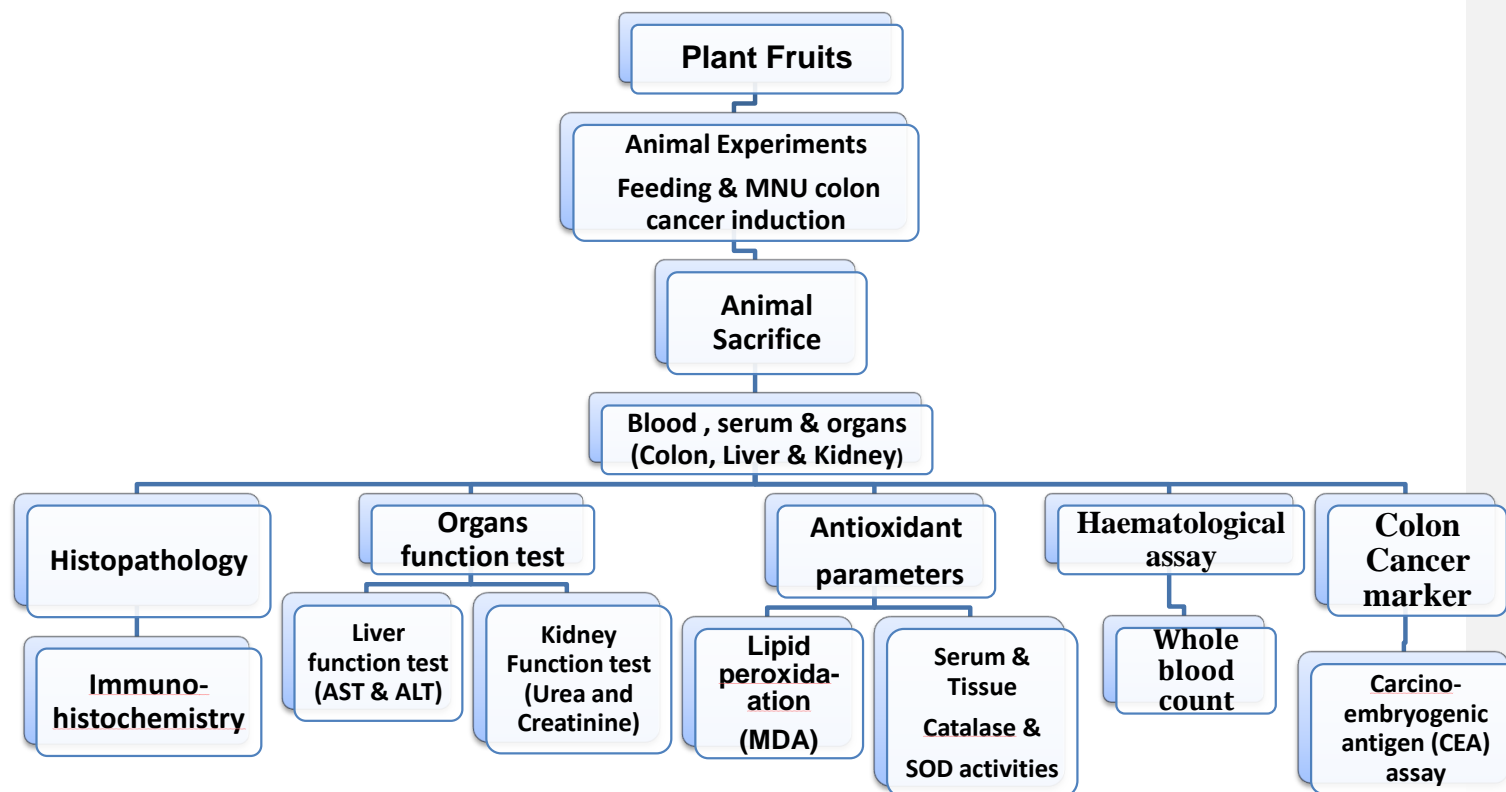 Plant Fruits
Animal Experiments
Feeding & MNU colon
cancer induction
Animal
Sacrifice
Blood , serum & organs
(Colon, Liver & Kidney)
Histopathology
Immuno-
histochemistry
Organs
function test
Liver
function test
(AST & ALT)
Kidney
Function test
(Urea and
Creatinine)
Antioxidant
parameters
Lipid
peroxida-
ation
(MDA)
Serum &
Tissue
Catalase &
SOD activities
Haematological
assay
Whole
blood
count
Colon
Cancer
marker
Carcino-
embryogenic
antigen (CEA)
assay